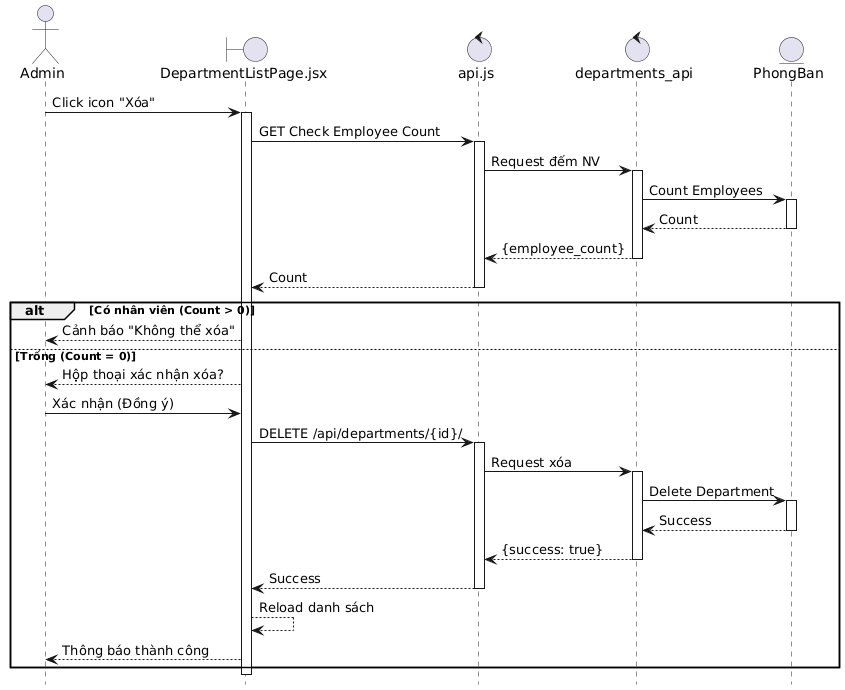 Admin
DepartmentListPage.jsx
api.js
departments_api
PhongBan
Click icon "Xóa"
GET Check Employee Count
Request đếm NV
Count Employees
Count
{employee_count}
Count
alt
[Có nhân viên (Count > 0)]
Cảnh báo "Không thể xóa"
[Trống (Count = 0)]
Hộp thoại xác nhận xóa?
Xác nhận (Đồng ý)
DELETE /api/departments/{id}/
Request xóa
Delete Department
Success
{success: true}
Success
Reload danh sách
Thông báo thành công